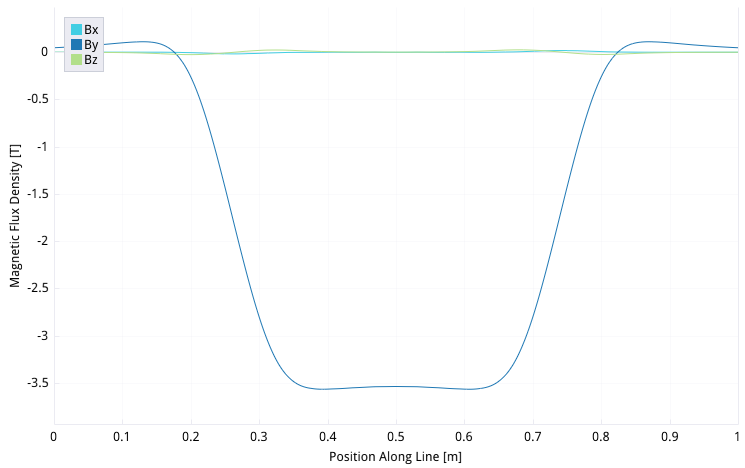 Bx
By
Bz
0
-0.5
-1
-1.5
-2
-2.5
-3
-3.5
Magnetic Flux Density [T]
0 0.1 0.2 0.3 0.4 0.5 0.6 0.7 0.8 0.9 1
Position Along Line [m]